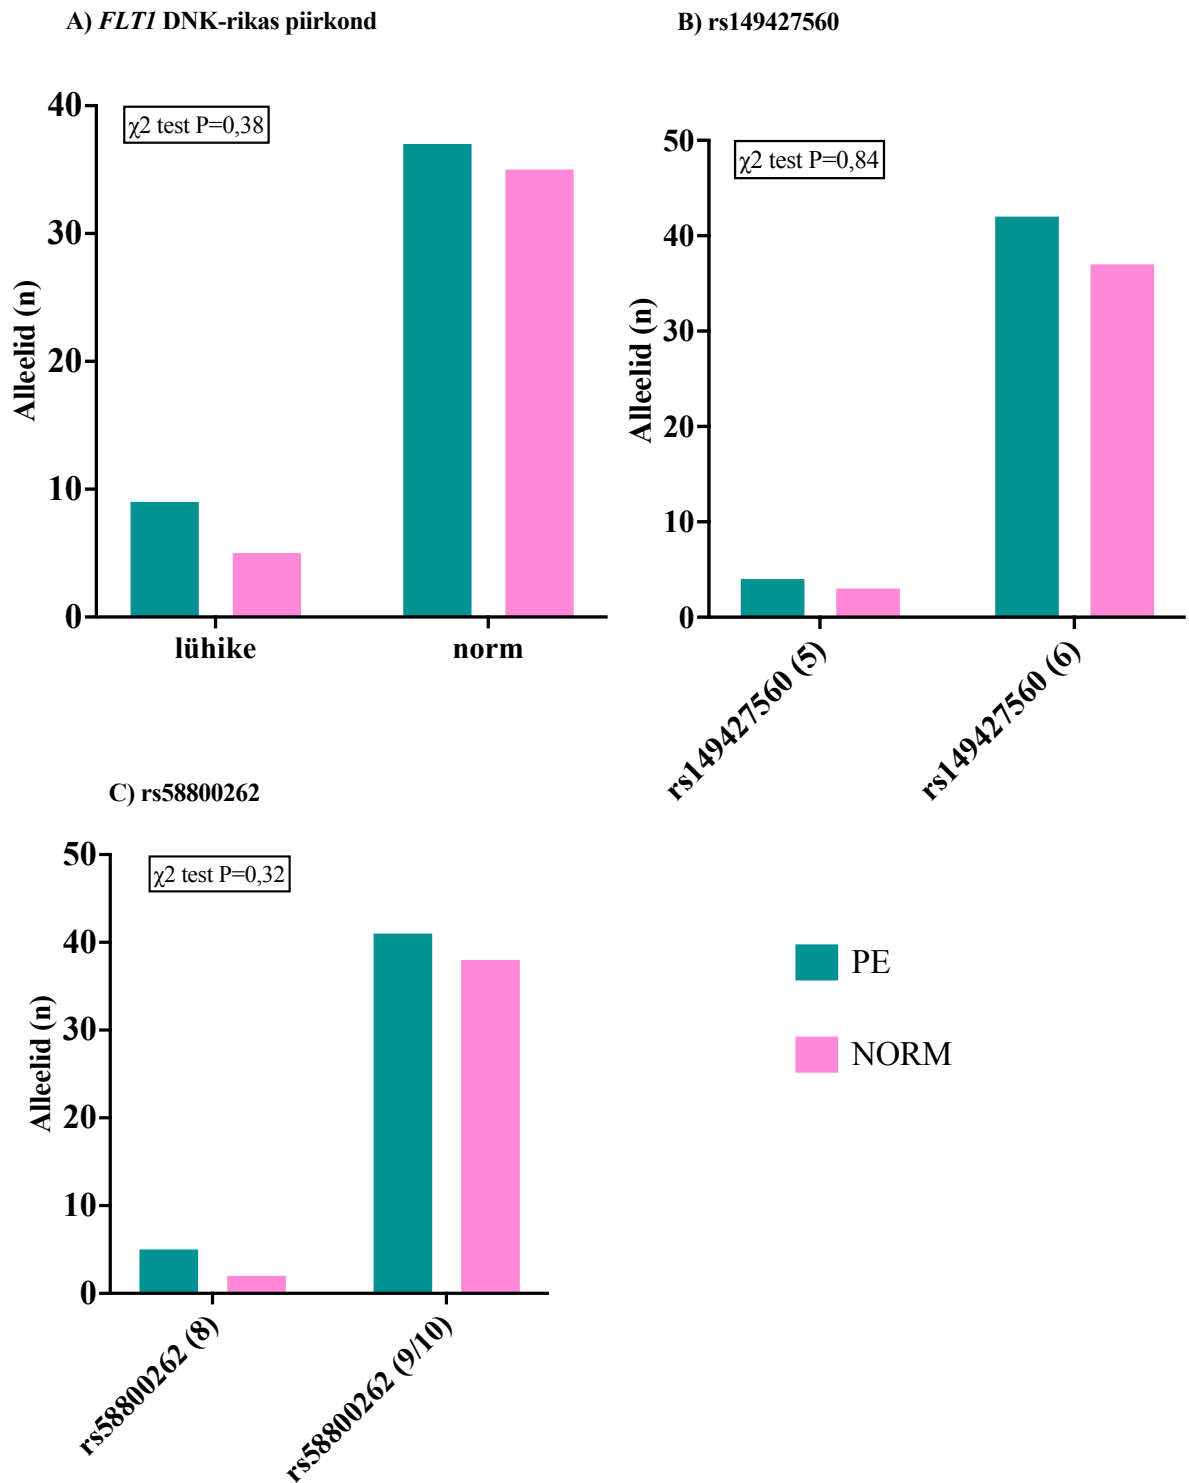 A) FLT1 DNK-rikas piirkond
χ2 test P=0,38
Alleelid (n)
40
30
20
10
0
lühike
norm
B) rs149427560
χ2 test P=0,84
Alleelid (n)
50
40
30
20
10
0
rs149427560 (5)
rs149427560 (6)
C) rs58800262
χ2 test P=0,32
Alleelid (n)
50
40
30
20
10
0
rs58800262 (8)
rs58800262 (9/10)
PE
NORM